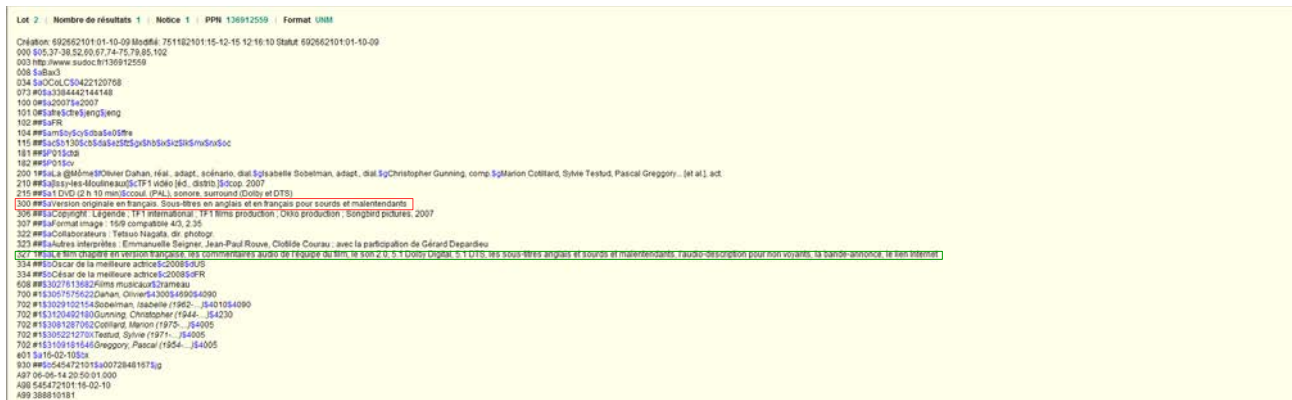 Lot 2 | Nombre de résultats 1 | Notice 1 | PPN 136912559 | Format UNM
Création: 692662101:01-10-09 Modifié: 751182101:15-12-15 12:16:10 Statut: 692662101:01-10-09
000 $05,37-38,52,60,67,74-75,79,85,102
003 http://www.sudoc.fr/136912559
008 $aBax3
034 $aOCoLC$0422120768
073 #0$a3384442144148
100 0#$a2007$e2007
101 0#$afre$cfre$jeng$jeng
102 ##$aFR
104 ##$am$by$cy$dba$e0$ffre
115 ##$ac$b130$cb$da$ez$fz$gx$hb$ix$kz$lk$mx$nx$oc
181 ##$P01$ctdi
182 ##$P01$cv
200 1#$aLa @Môme$fOlivier Dahan, réal., adapt., scénario, dial.$gIsabelle Sobelman, adapt., dial.$gChristopher Gunning, comp.$gMarion Cotillard, Sylvie Testud, Pascal Greggory... [et al.], act.
210 ##$a[Issy-les-Moulineaux]$cTF1 vidéo [éd., distrib.]$dcop. 2007
215 ##$a1 DVD (2 h 10 min)$ccoul. (PAL), sonore, surround (Dolby et DTS)
300 ##$aVersion originale en français. Sous-titres en anglais et en français pour sourds et malentendants
306 ##$aCopyright : Légende ; TF1 international ; TF1 films production ; Okko production ; Songbird pictures, 2007
307 ##$aFormat image : 16/9 compatible 4/3, 2.35
322 ##$aCollaborateurs : Tetsuo Nagata, dir. photogr.
323 ##$aAutres interprètes : Emmanuelle Seigner, Jean-Paul Rouve, Clotilde Courau ; avec la participation de Gérard Depardieu
327 1#$aLe film chapitré en version française, les commentaires audio de l'équipe du film, le son 2.0, 5.1 Dolby Digital, 5.1 DTS, les sous-titres anglais et sourds et malentendants, l'audio-description pour non voyants, la bande-annonce, le lien Internet
334 ##$bOscar de la meilleure actrice$c2008$dUS
334 ##$bCésar de la meilleure actrice$c2008$dFR
608 ##$3027613682Films musicaux$2rameau
700 #1$3057575622Dahan, Olivier$4300$4690$4090
702 #1$3029102154Sobelman, Isabelle (1962-...)$4010$4090
702 #1$3120492180Gunning, Christopher (1944-...)$4230
702 #1$3081287062Cotillard, Marion (1975-...)$4005
702 #1$305221270XTestud, Sylvie (1971-...)$4005
702 #1$3109181646Greggory, Pascal (1954-...)$4005
e01 $a16-02-10$bx
930 ##$b545472101$a0072848167$jg
A97 06-06-14 20:50:01.000
A98 545472101:16-02-10
A99 388810181